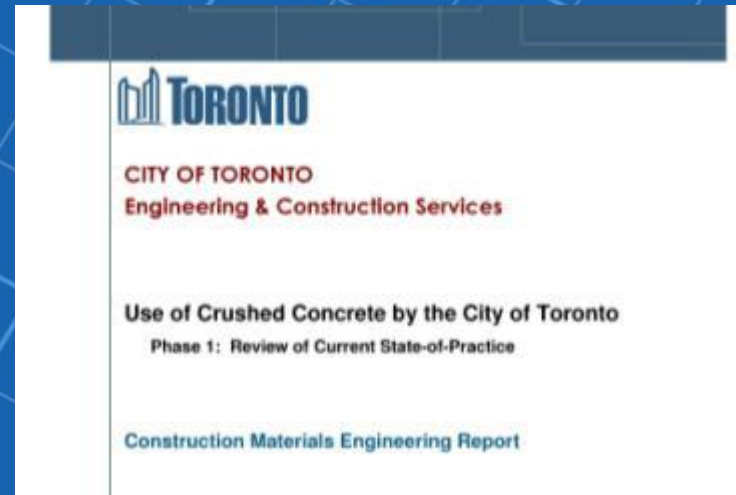 TORONTO
CITY OF TORONTO
Engineering & Construction Services
Use of Crushed Concrete by the City of Toronto
Phase 1: Review of Current State-of-Practice
Construction Materials Engineering Report